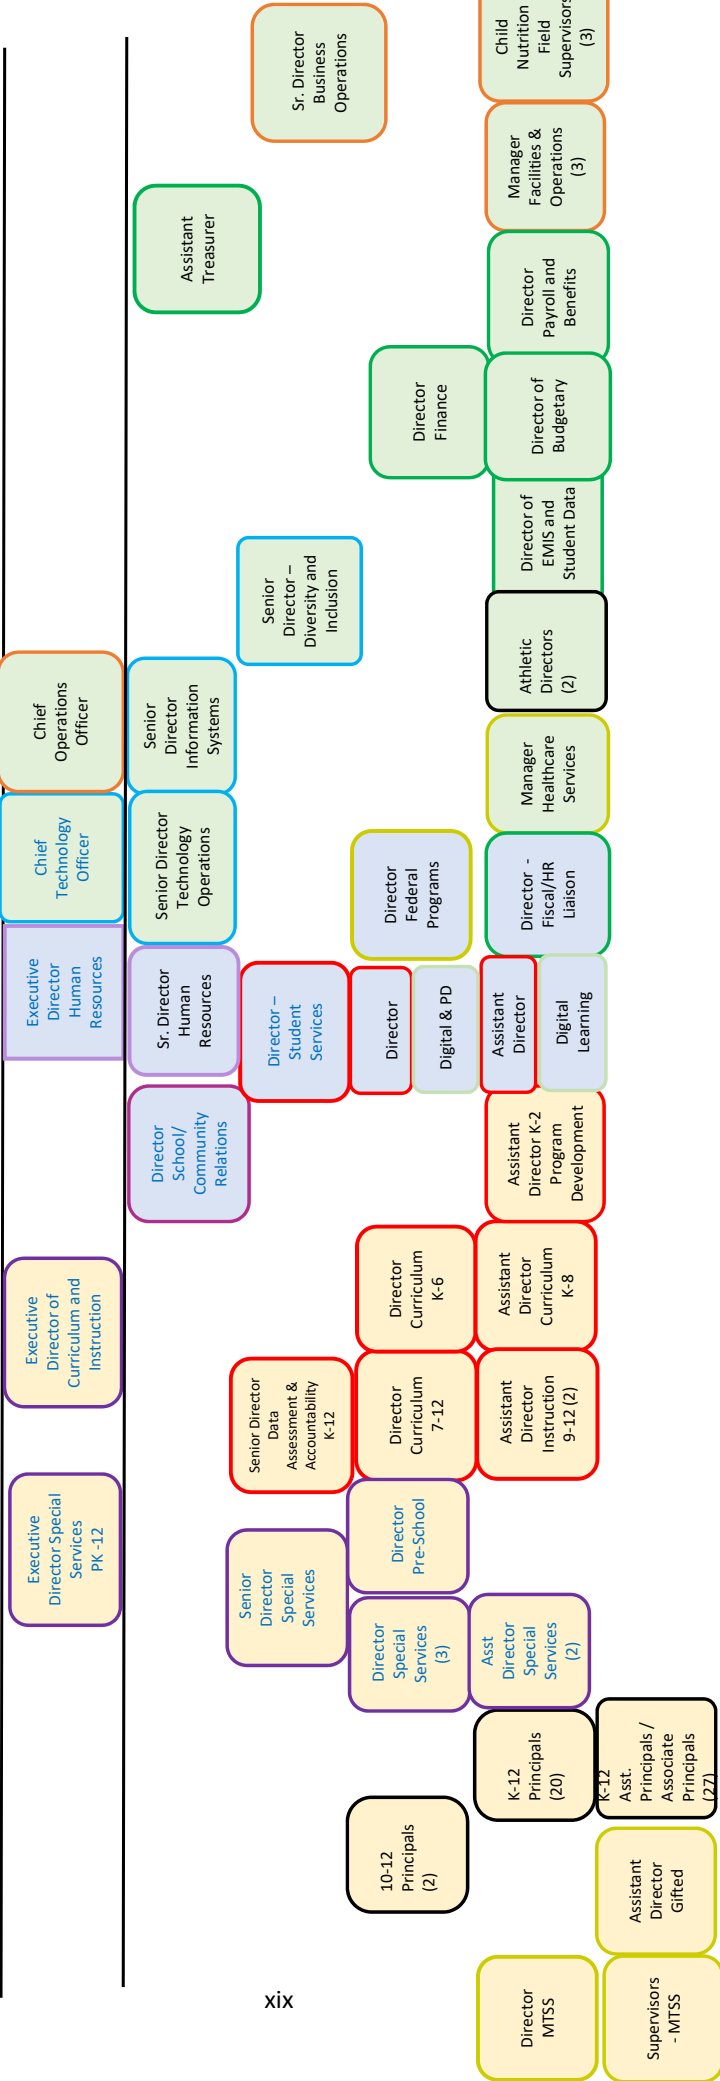 Executive
Director Special
Services
PK -12
Executive
Director of
Curriculum and
Instruction
Executive
Director
Human
Resources
Chief
Technology
Officer
Chief
Operations
Officer
Director
School/
Community
Relations
Sr. Director
Human
Resources
Senior Director
Technology
Operations
Senior
Director
Information
Systems
Assistant
Treasurer
Senior
Director
Special
Services
Senior Director
Data
Assessment &
Accountability
K-12
Director –
Student
Services
Senior
Director –
Diversity and
Inclusion
Sr. Director
Business
Operations
10-12
Principals
(2)
Director
Special
Services
(3)
Director
Pre-School
Director
Curriculum
7-12
Director
Curriculum
K-6
Director
Digital & PD
Director
Federal
Programs
Director
Finance
Director
MTSS
K-12
Principals
(20)
Asst
Director
Special
Services
(2)
Assistant
Director
Instruction
9-12 (2)
Assistant
Director
Curriculum
K-8
Assistant
Director K-2
Program
Development
Assistant
Director
Digital
Learning
Director -
Fiscal/HR
Liaison
Manager
Healthcare
Services
Athletic
Directors
(2)
Director of
EMIS and
Student Data
Director of
Budgetary
Director
Payroll and
Benefits
Manager
Facilities &
Operations
(3)
Child
Nutrition
Field
Supervisors
(3)
Supervisors
- MTSS
Assistant
Director
Gifted
K-12
Asst.
Principals /
Associate
Principals
(27)
xix